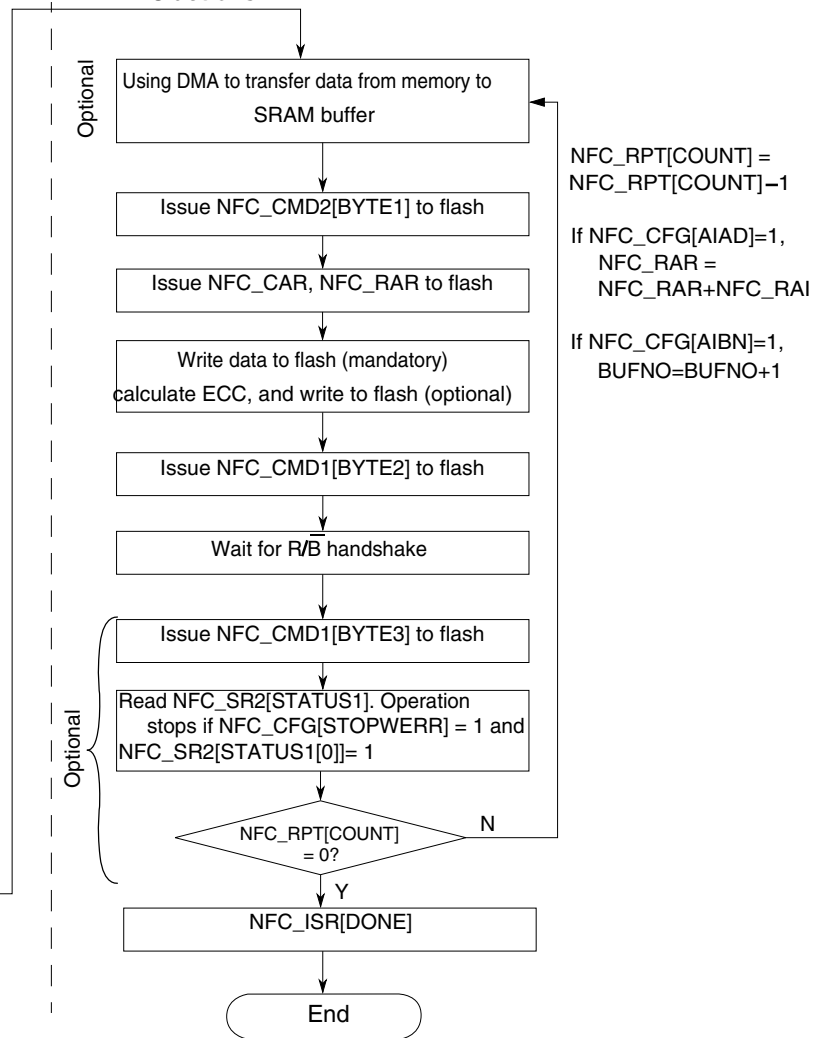 Optional
Using DMA to transfer data from memory to
SRAM buffer
NFC_RPT[COUNT] =
NFC_RPT[COUNT]–1
Issue NFC_CMD2[BYTE1] to flash
If NFC_CFG[AIAD]=1,
NFC_RAR =
NFC_RAR+NFC_RAI
Issue NFC_CAR, NFC_RAR to flash
If NFC_CFG[AIBN]=1,
BUFNO=BUFNO+1
Write data to flash (mandatory)
calculate ECC, and write to flash (optional)
Issue NFC_CMD1[BYTE2] to flash
Wait for R/B̅ handshake
Optional
Issue NFC_CMD1[BYTE3] to flash
Read NFC_SR2[STATUS1]. Operation
stops if NFC_CFG[STOPWERR] = 1 and
NFC_SR2[STATUS1[0]]= 1
NFC_RPT[COUNT]
= 0?
N
Y
NFC_ISR[DONE]
End